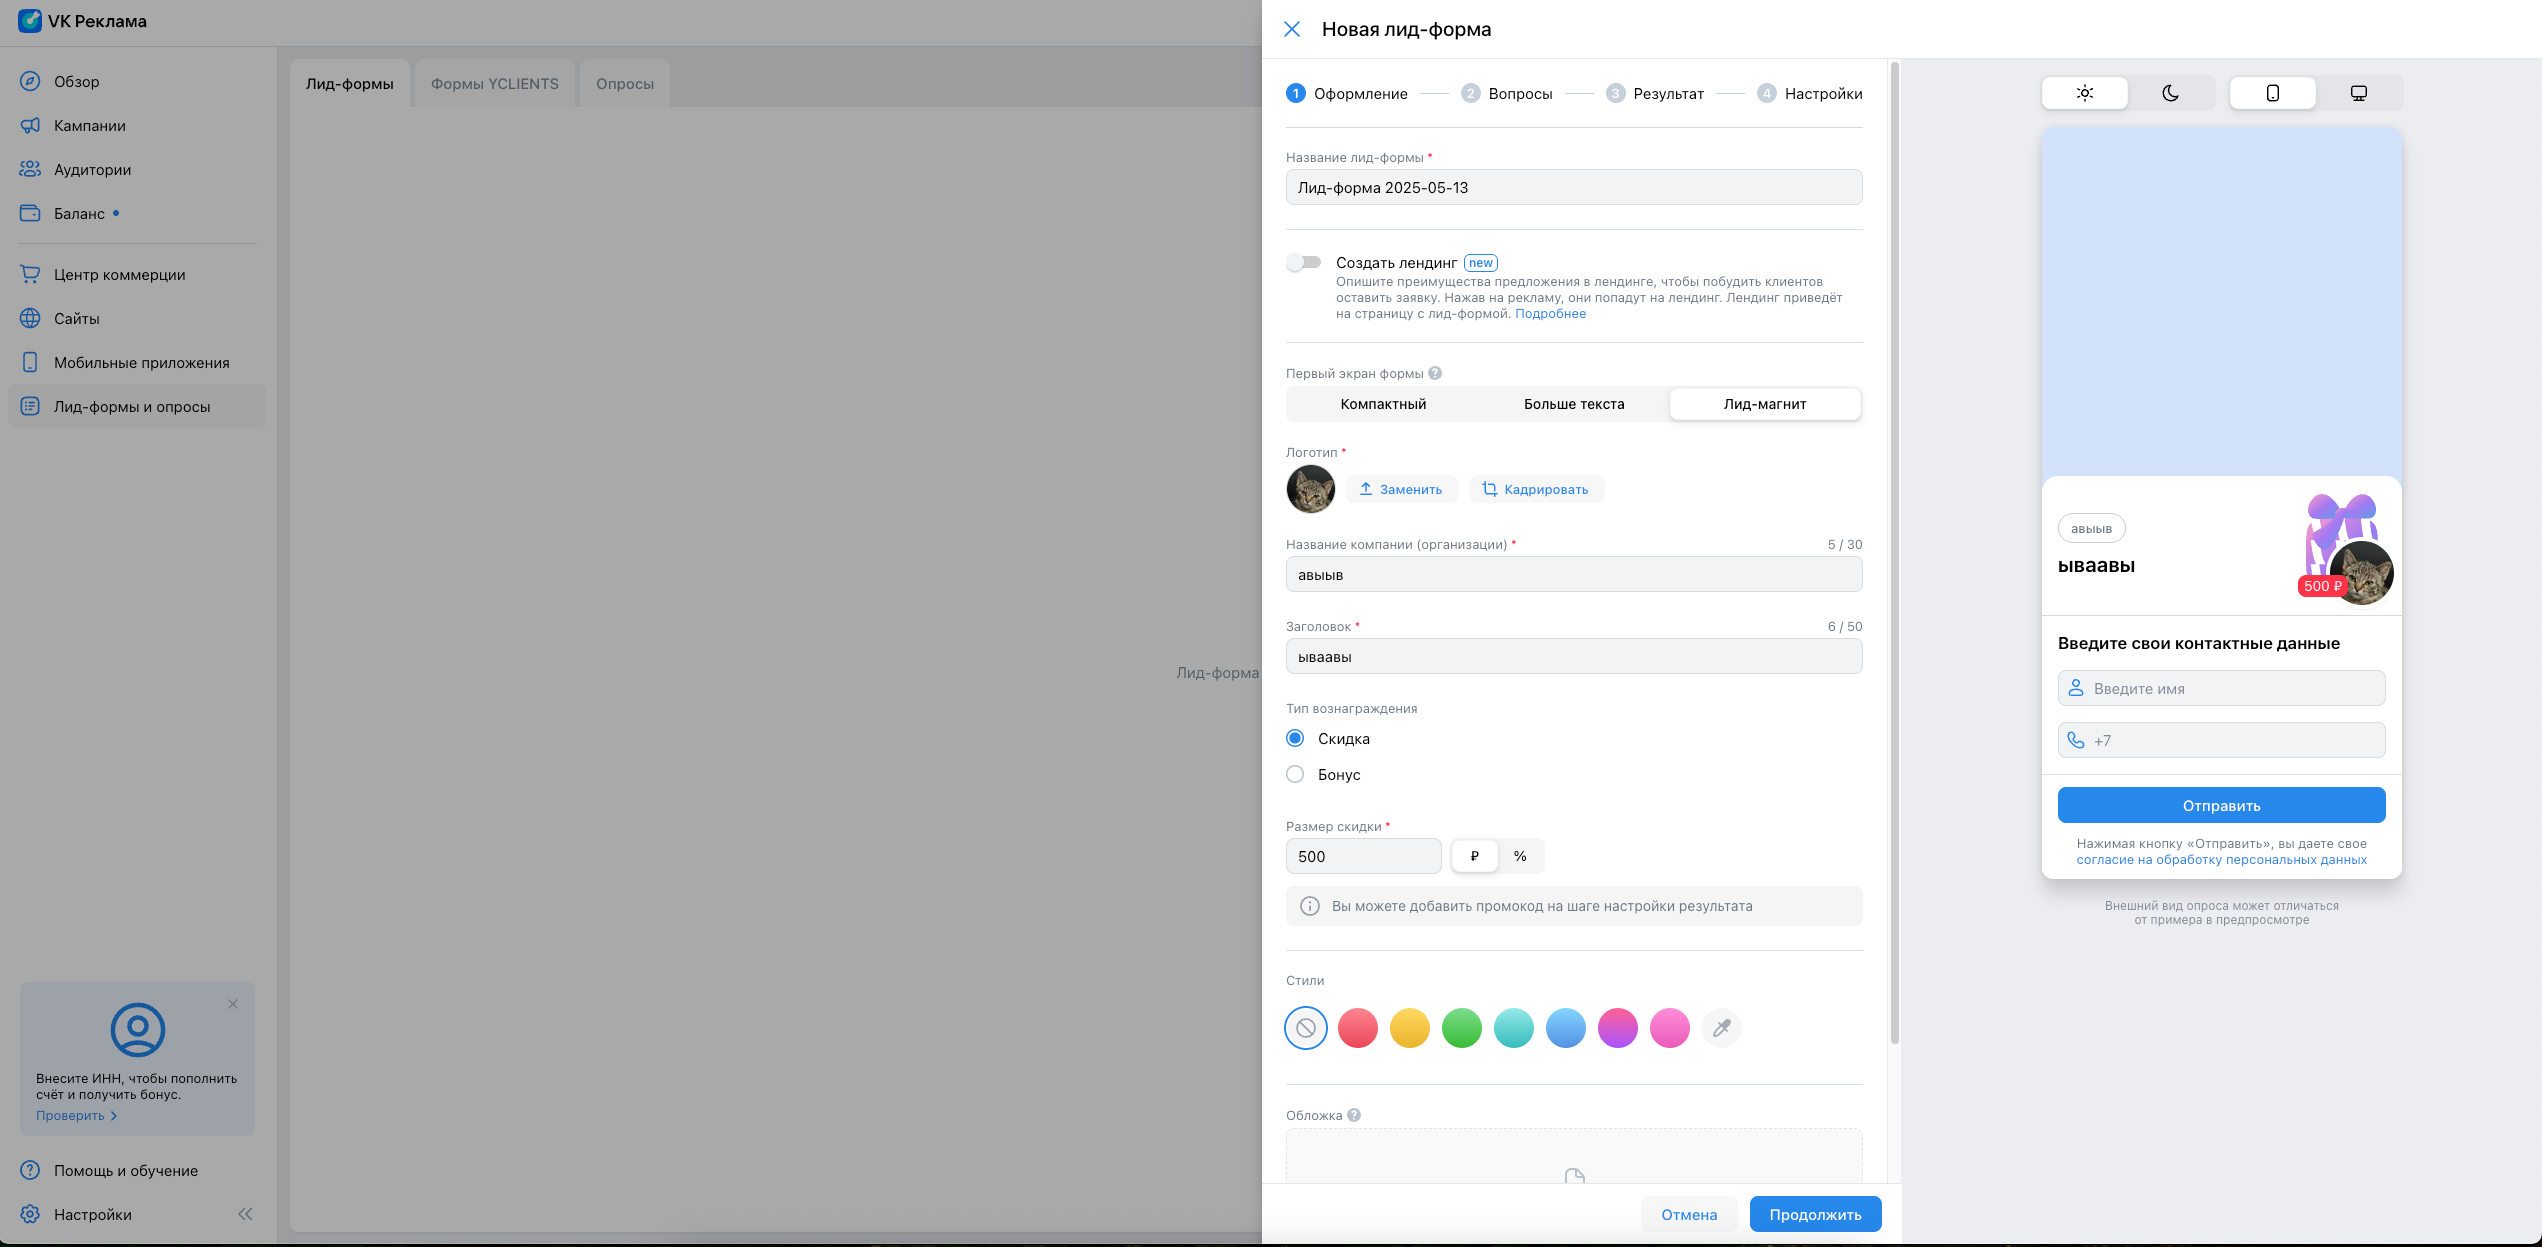 VK Реклама
Обзор
Кампании
Аудитории
Баланс
Центр коммерции
Сайты
Мобильные приложения
Лид-формы и опросы
Внесите ИНН, чтобы пополнить
счёт и получить бонус.
Проверить
Помощь и обучение
Настройки
Лид-формы
Формы YCLIENTS
Опросы
Лид-форма
Новая лид-форма
1 Оформление
2 Вопросы
3 Результат
4 Настройки
Название лид-формы *
Лид-форма 2025-05-13
Создать лендинг new
Опишите преимущества предложения в лендинге, чтобы побудить клиентов
оставить заявку. Нажав на рекламу, они попадут на лендинг. Лендинг приведёт
на страницу с лид-формой. Подробнее
Первый экран формы ?
Компактный
Больше текста
Лид-магнит
Логотип *
Заменить
Кадрировать
Название компании (организации) *
5 / 30
авыыв
Заголовок *
6 / 50
ываавы
Тип вознаграждения
Скидка
Бонус
Размер скидки *
500
₽
%
Вы можете добавить промокод на шаге настройки результата
Стили
Обложка ?
Отмена
Продолжить
авыыв
ываавы
500 ₽
Введите свои контактные данные
Введите имя
+7
Отправить
Нажимая кнопку «Отправить», вы даете свое
согласие на обработку персональных данных
Внешний вид опроса может отличаться
от примера в предпросмотре